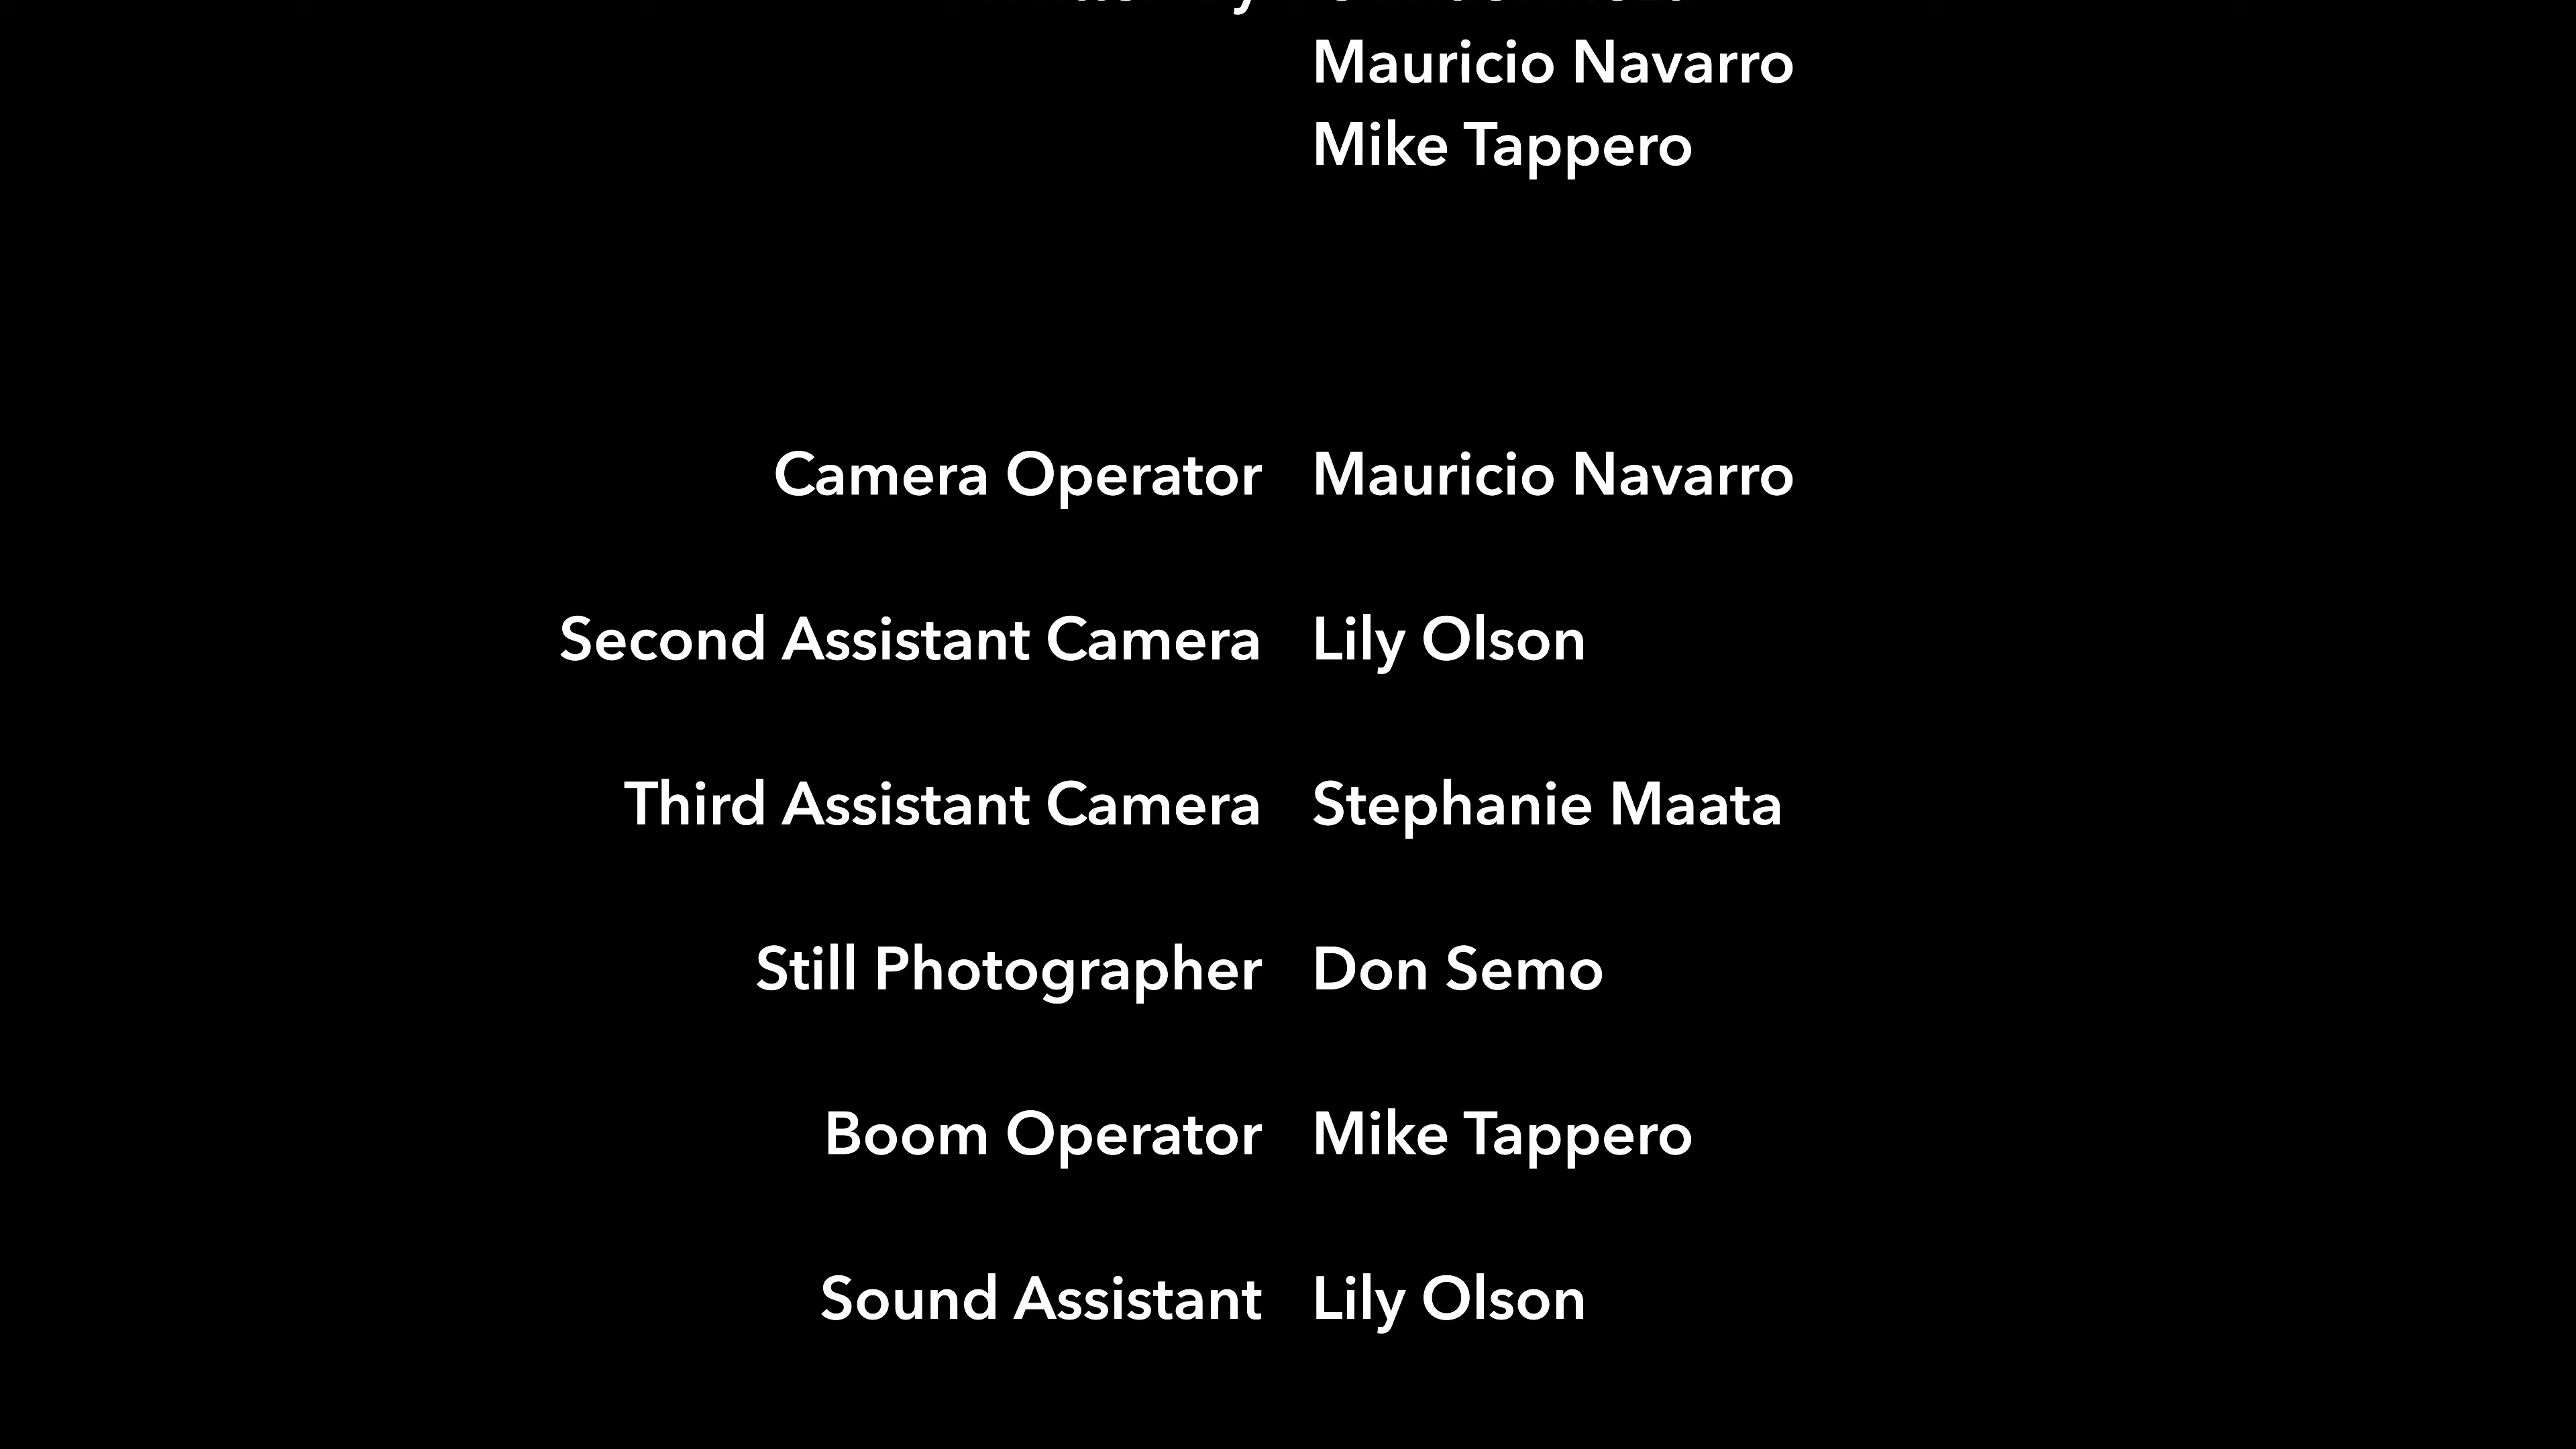 Mauricio Navarro
Mike Tappero
Camera Operator Mauricio Navarro
Second Assistant Camera Lily Olson
Third Assistant Camera Stephanie Maata
Still Photographer Don Semo
Boom Operator Mike Tappero
Sound Assistant Lily Olson